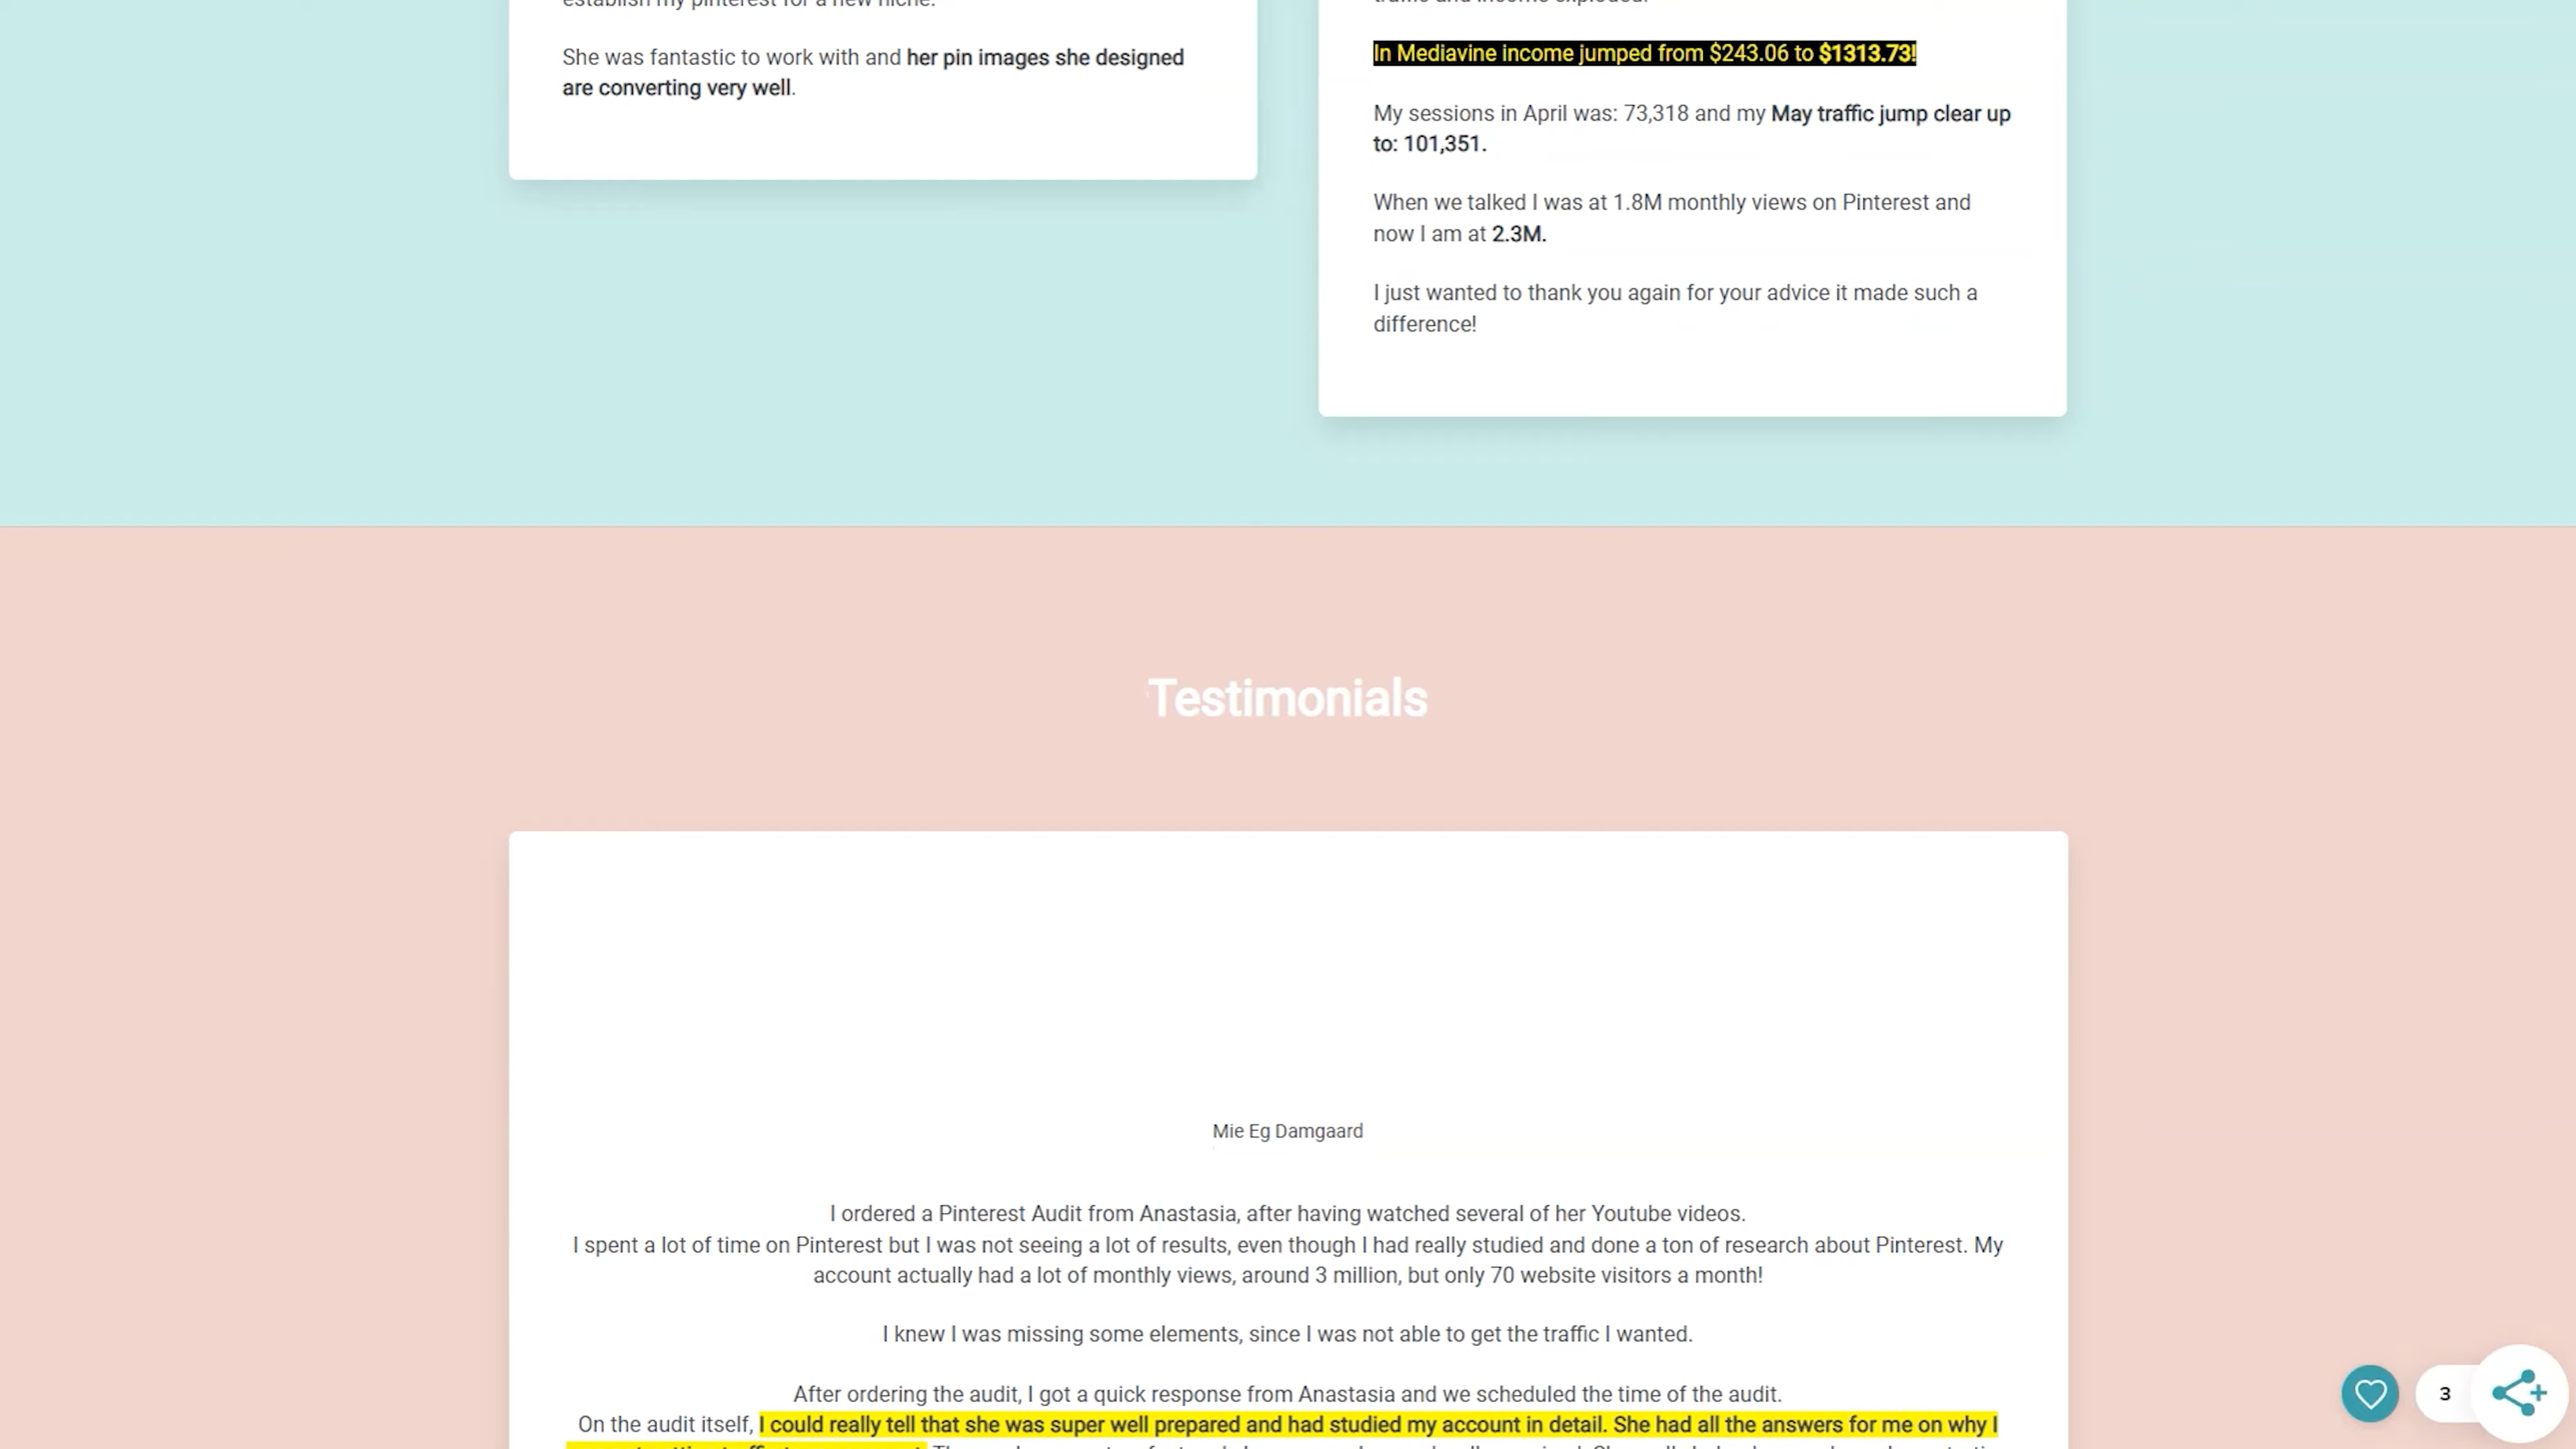 establish my pinterest for a new niche.
She was fantastic to work with and her pin images she designed
are converting very well.
traffic and income exploded!
In Mediavine income jumped from $243.06 to $1313.73!
My sessions in April was: 73,318 and my May traffic jump clear up
to: 101,351.
When we talked I was at 1.8M monthly views on Pinterest and
now I am at 2.3M.
I just wanted to thank you again for your advice it made such a
difference!
Testimonials
Mie Eg Damgaard
I ordered a Pinterest Audit from Anastasia, after having watched several of her Youtube videos.
I spent a lot of time on Pinterest but I was not seeing a lot of results, even though I had really studied and done a ton of research about Pinterest. My
account actually had a lot of monthly views, around 3 million, but only 70 website visitors a month!
I knew I was missing some elements, since I was not able to get the traffic I wanted.
After ordering the audit, I got a quick response from Anastasia and we scheduled the time of the audit.
On the audit itself, I could really tell that she was super well prepared and had studied my account in detail. She had all the answers for me on why I
3